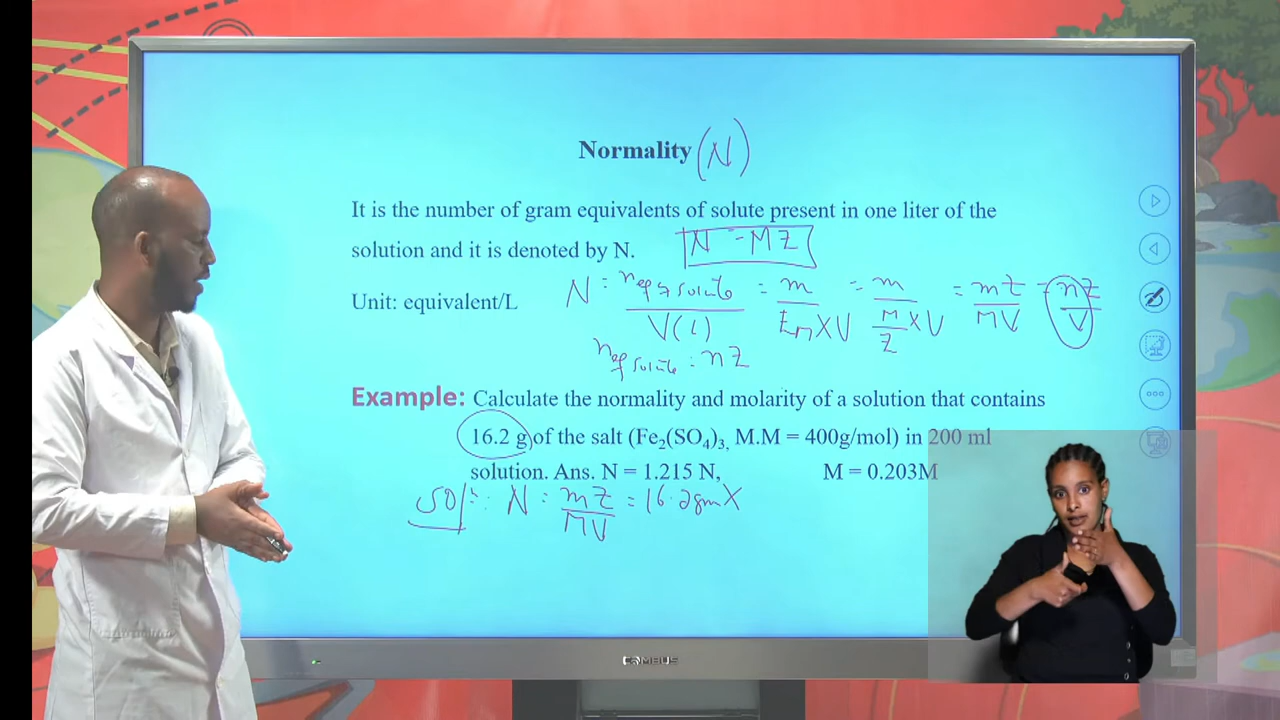 Normality (N)
It is the number of gram equivalents of solute present in one liter of the
solution and it is denoted by N. N = MZ
Unit: equivalent/L N = neq of solute / V(L) = m / Em X V = m / M/Z X V = mZ / MV = nZ / V
neq solute = nZ
Example: Calculate the normality and molarity of a solution that contains
16.2 g of the salt (Fe₂(SO₄)₃, M.M = 400g/mol) in 200 ml
solution. Ans. N = 1.215 N, M = 0.203M
Solⁿ: N = mZ / MV = 16.2gm X
CAMBUS